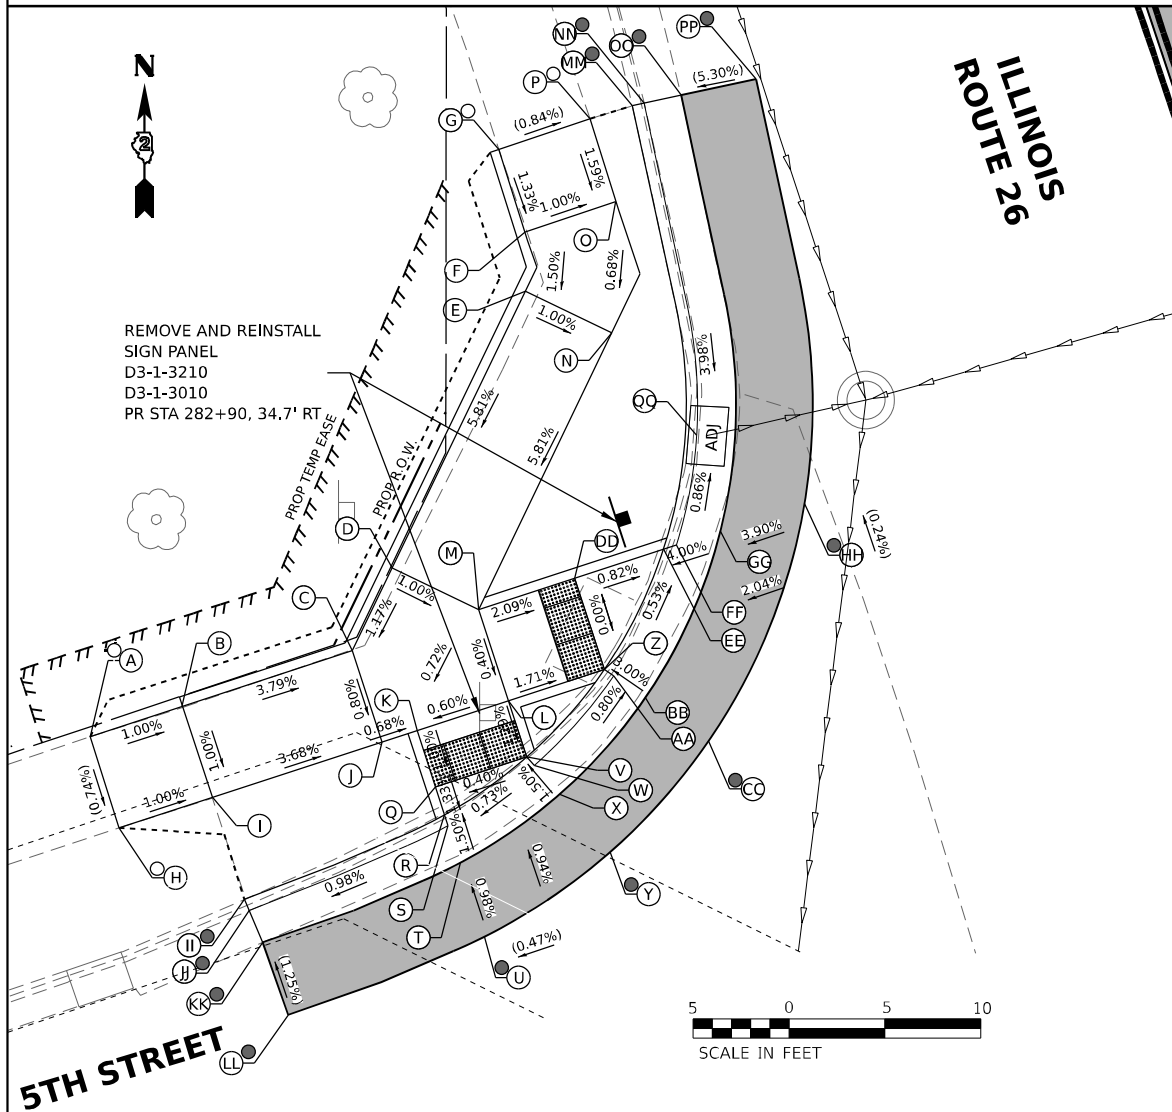 NN
OO
PP
MM
P
(5.30%)
ILLINOIS
ROUTE 26
N
2
G
(0.84%)
1.59%
1.33%
1.00%
O
F
1.50%
0.68%
E
1.00%
N
REMOVE AND REINSTALL
SIGN PANEL
D3-1-3210
D3-1-3010
PR STA 282+90, 34.7' RT
3.98%
QQ
ADJ
5.81%
5.81%
PROP TEMP EASE
PROP R.O.W.
0.86%
D
DD
3.90%
(0.24%)
HH
M
4.00%
GG
0.82%
1.00%
2.04%
C
2.09%
0.00%
0.53%
FF
1.17%
B
EE
A
0.72%
0.40%
Z
3.00%
3.79%
1.71%
K
0.80%
0.60%
0.80%
BB
L
1.00%
0.68%
AA
1.00%
3.68%
J
V
CC
(0.74%)
1.00%
0.40%
1.50%
W
Q
0.73%
X
I
1.50%
R
0.94%
H
0.98%
Y
0.98%
S
T
II
(0.47%)
JJ
U
(1.25%)
KK
5 0 5 10
SCALE IN FEET
LL
5TH STREET